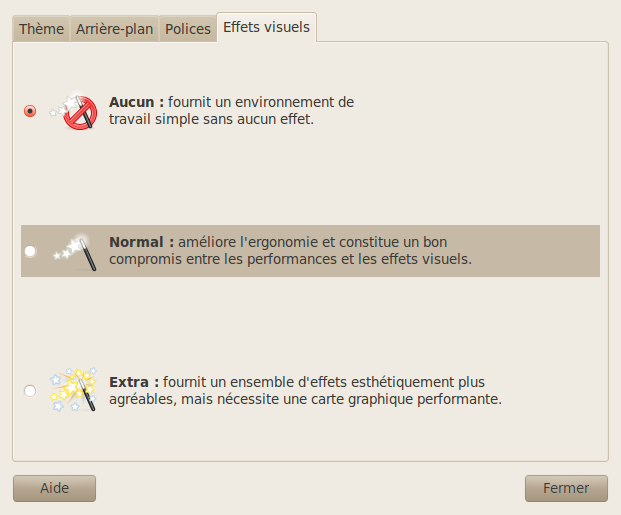 Thème Arrière-plan Polices Effets visuels
Aucun : fournit un environnement de
travail simple sans aucun effet.
Normal : améliore l'ergonomie et constitue un bon
compromis entre les performances et les effets visuels.
Extra : fournit un ensemble d'effets esthétiquement plus
agréables, mais nécessite une carte graphique performante.
Aide Fermer